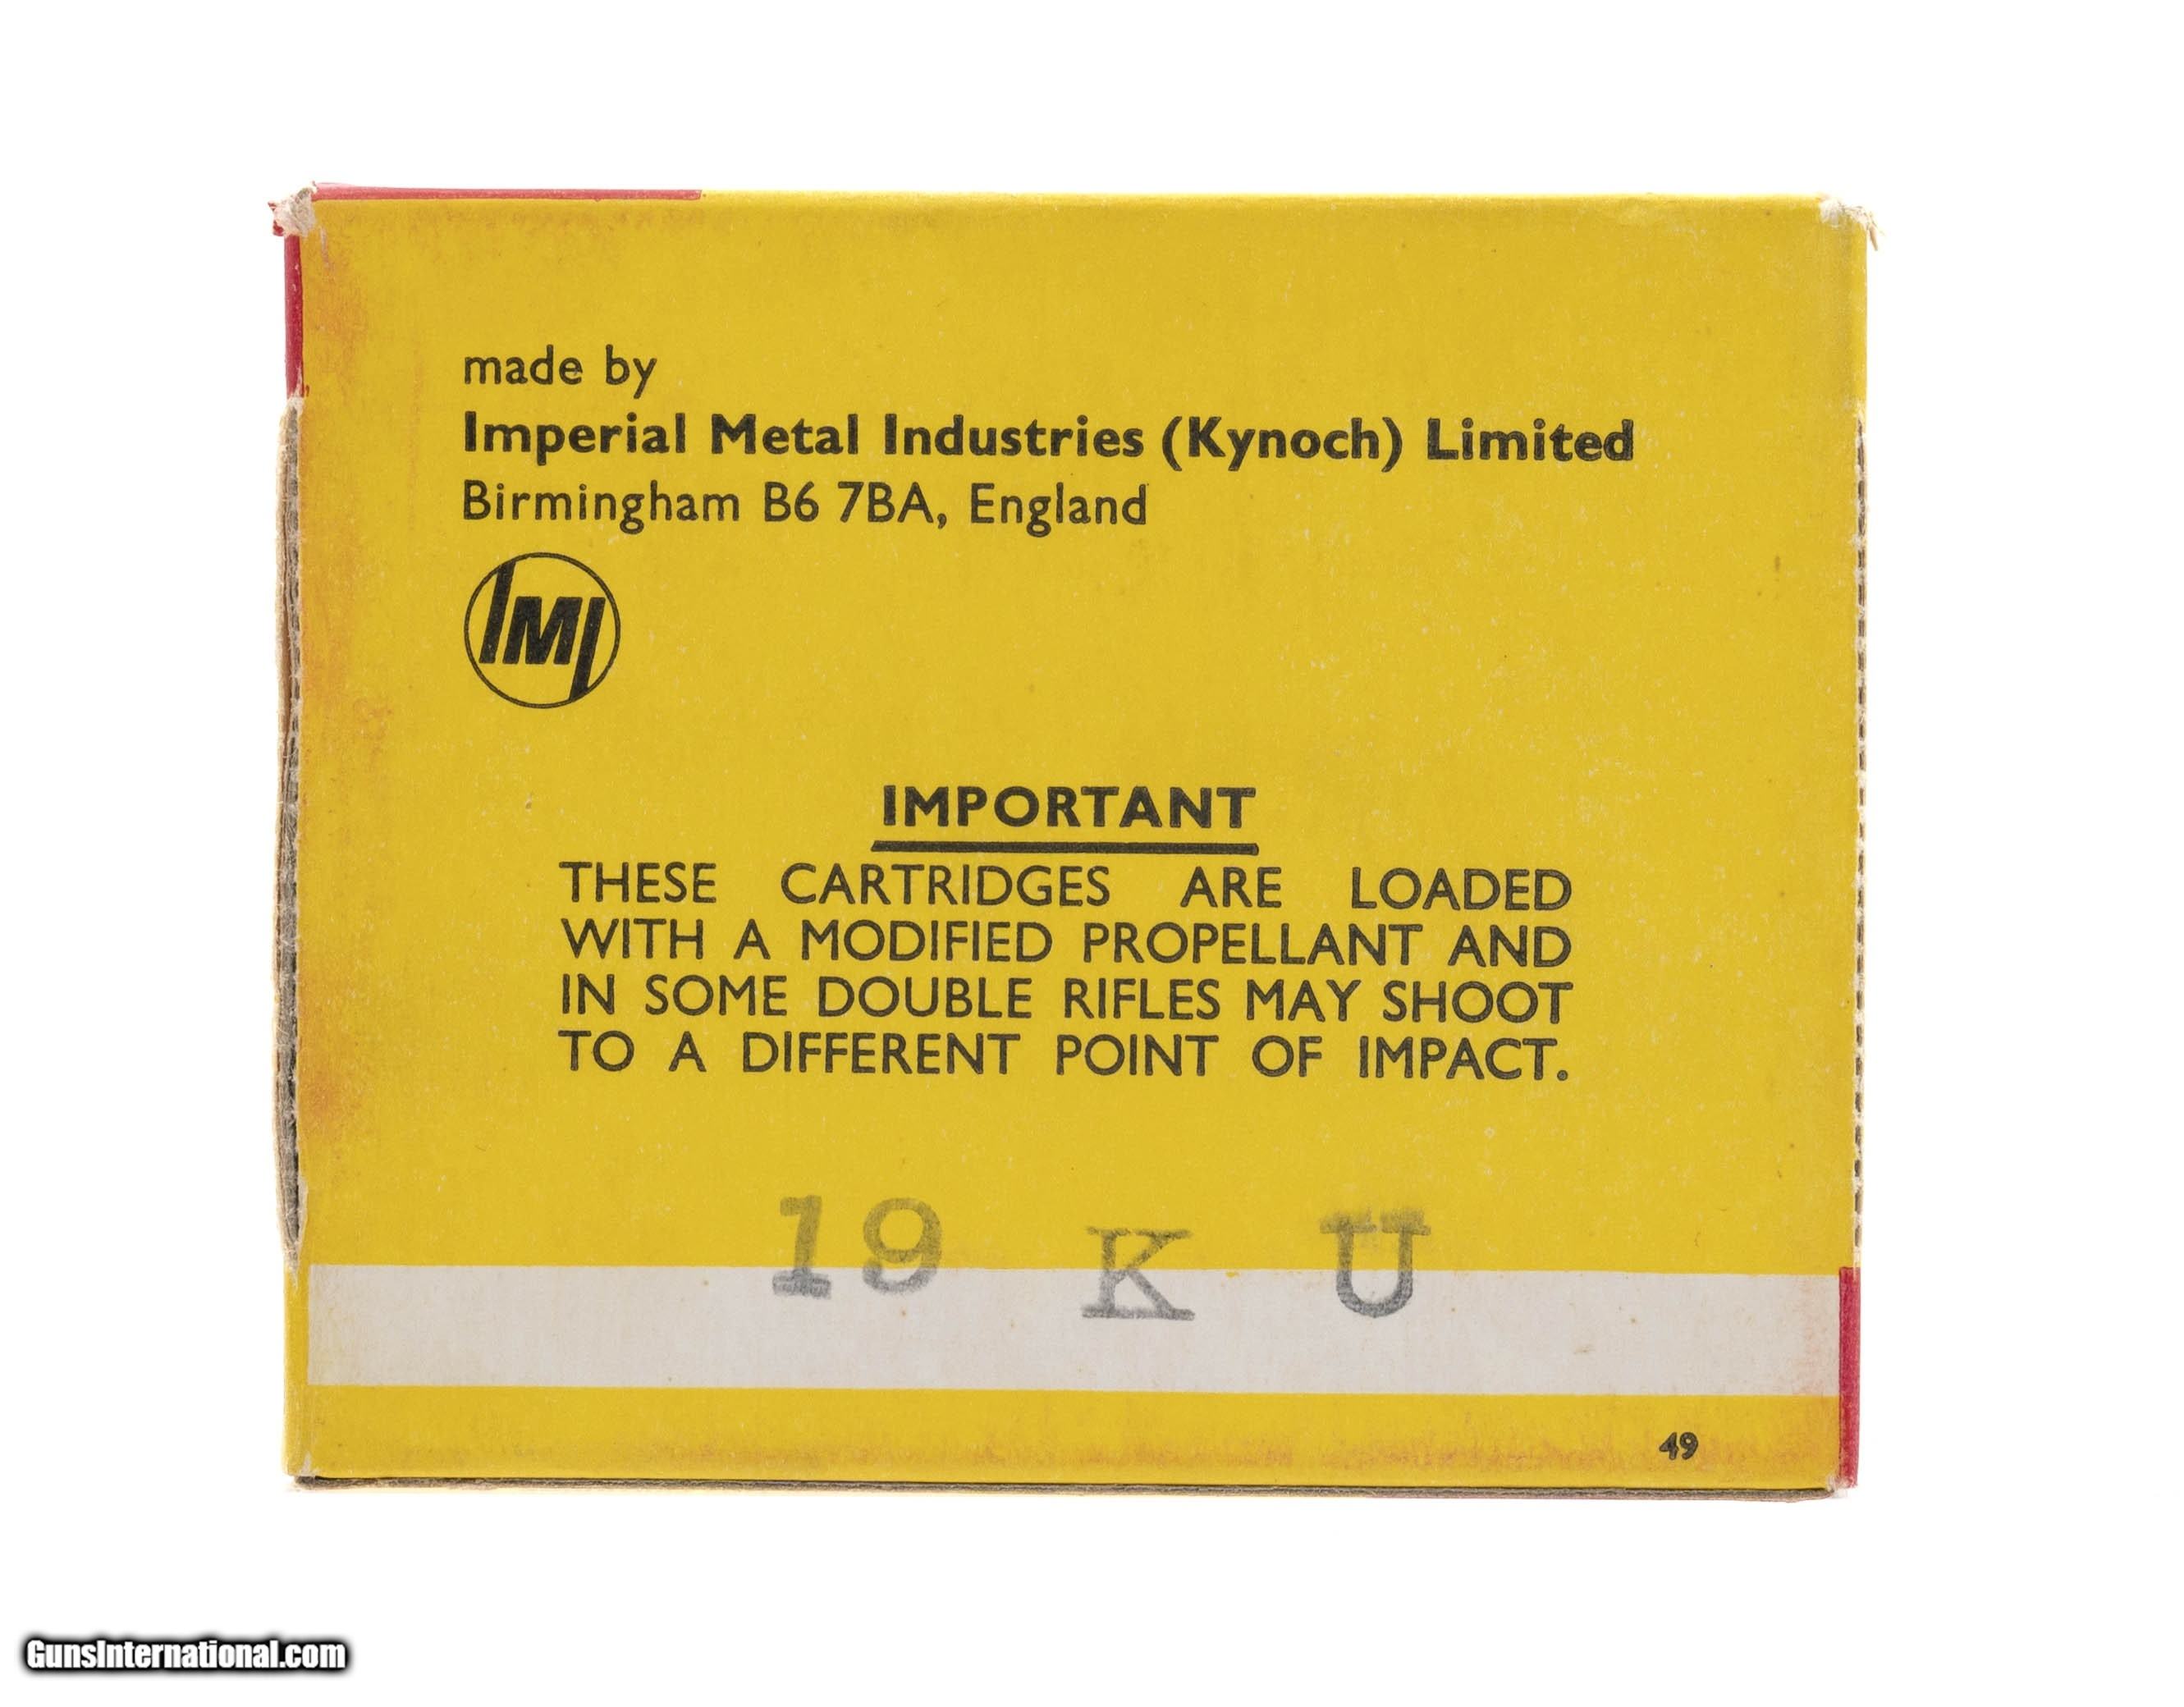 made by
Imperial Metal Industries (Kynoch) Limited
Birmingham B6 7BA, England
IMI
IMPORTANT
THESE CARTRIDGES ARE LOADED
WITH A MODIFIED PROPELLANT AND
IN SOME DOUBLE RIFLES MAY SHOOT
TO A DIFFERENT POINT OF IMPACT.
19 K U
49
GunsInternational.com